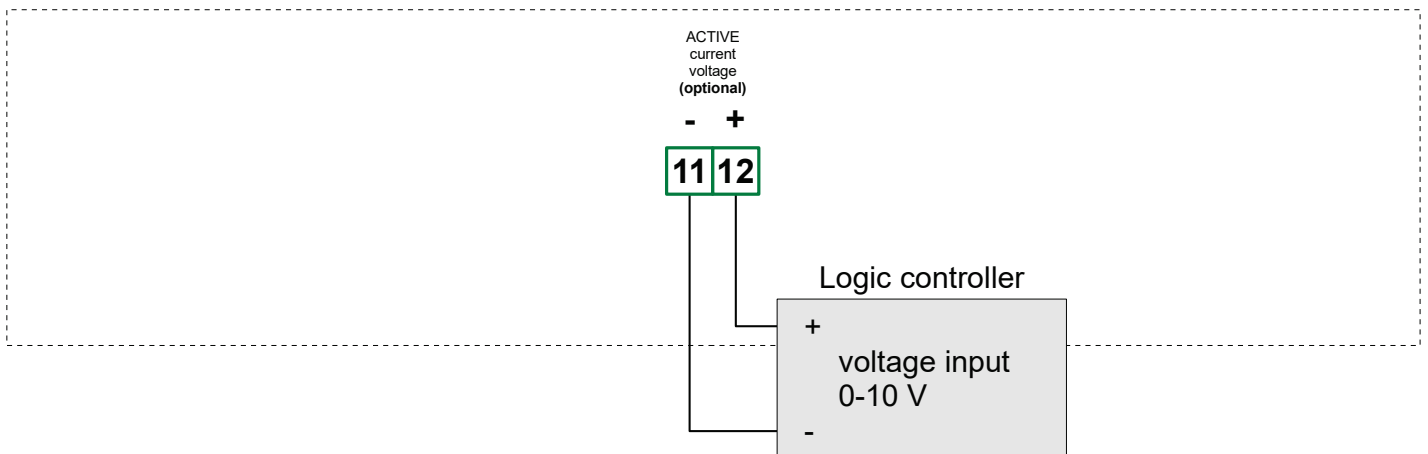 ACTIVE
current
voltage
(optional)
- +
11 12
Logic controller
+
voltage input
0-10 V
-